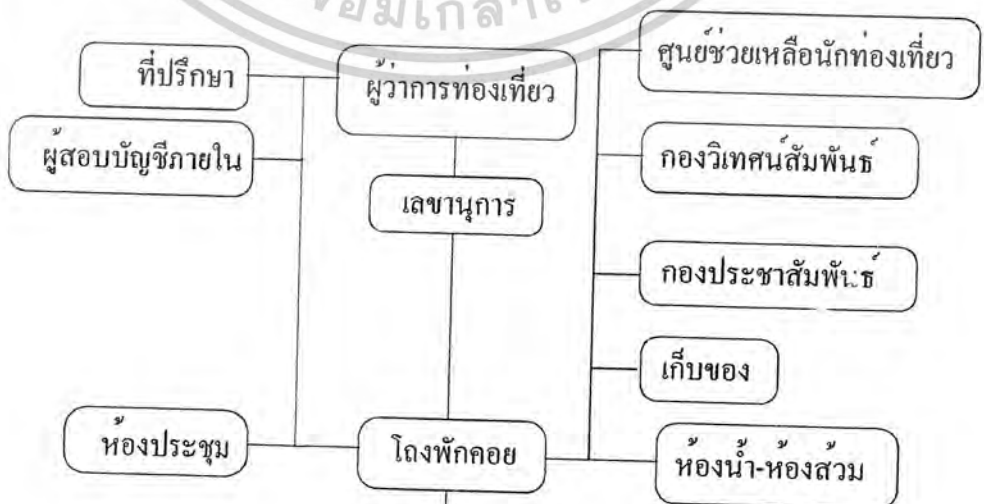 ที่ปรึกษา
ผู้ว่าการท่องเที่ยว
ศูนย์ช่วยเหลือนักท่องเที่ยว
ผู้สอบบัญชีภายใน
กองวิเทศน์สัมพันธ์
เลขานุการ
กองประชาสัมพันธ์
เก็บของ
ห้องประชุม
โถงพักคอย
ห้องน้ำ-ห้องส้วม